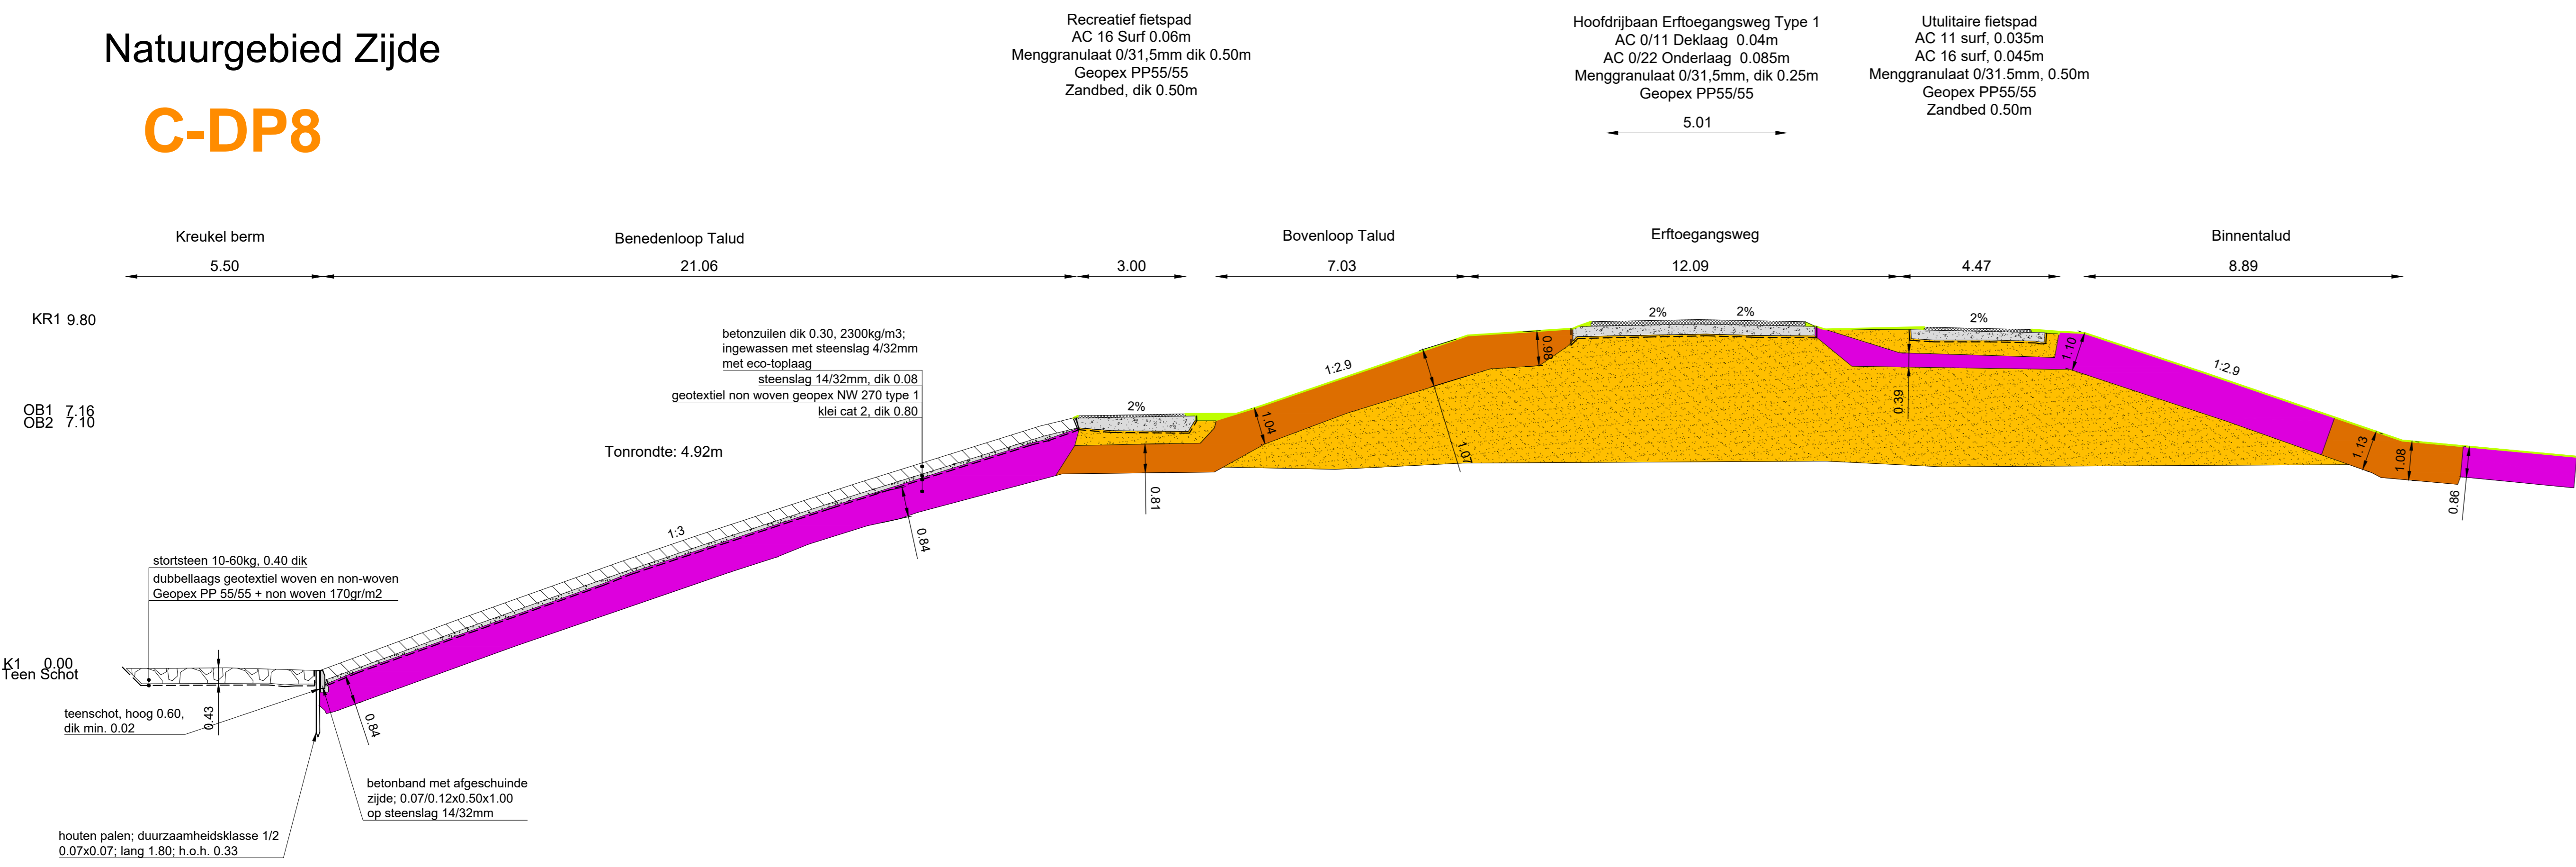 Natuurgebied Zijde
C-DP8
Recreatief fietspad
AC 16 Surf 0.06m
Menggranulaat 0/31,5mm dik 0.50m
Geopex PP55/55
Zandbed, dik 0.50m
Hoofdrijbaan Erftoegangsweg Type 1
AC 0/11 Deklaag 0.04m
AC 0/22 Onderlaag 0.085m
Menggranulaat 0/31,5mm, dik 0.25m
Geopex PP55/55
5.01
Utulitaire fietspad
AC 11 surf, 0.035m
AC 16 surf, 0.045m
Menggranulaat 0/31.5mm, 0.50m
Geopex PP55/55
Zandbed 0.50m
Kreukel berm
Benedenloop Talud
Bovenloop Talud
Erftoegangsweg
Binnentalud
5.50
21.06
3.00
7.03
12.09
4.47
8.89
KR1 9.80
OB1 7.16
OB2 7.10
K1 0.00
Teen Schot
betonzuilen dik 0.30, 2300kg/m3;
ingewassen met steenslag 4/32mm
met eco-toplaag
steenslag 14/32mm, dik 0.08
geotextiel non woven geopex NW 270 type 1
klei cat 2, dik 0.80
Tonrondte: 4.92m
1:3
0.84
2%
0.81
1.04
1:2.9
1.07
0.98
2%
2%
2%
0.39
1.10
1:2.9
1.13
1.08
0.86
stortsteen 10-60kg, 0.40 dik
dubbellaags geotextiel woven en non-woven
Geopex PP 55/55 + non woven 170gr/m2
teenschot, hoog 0.60,
dik min. 0.02
0.43
0.84
betonband met afgeschuinde
zijde; 0.07/0.12x0.50x1.00
op steenslag 14/32mm
houten palen; duurzaamheidsklasse 1/2
0.07x0.07; lang 1.80; h.o.h. 0.33